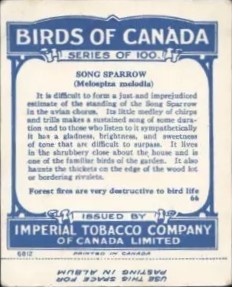 BIRDS OF CANADA
SERIES OF 100.
SONG SPARROW
(Melospiza melodia)
It is difficult to form a just and imprejudiced
estimate of the standing of the Song Sparrow
in the avian chorus. Its little medley of chirps
and trills makes a sustained song of some dura-
tion and to those who listen to it sympathetically
it has a gladness, brightness, and sweetness
of tone that are difficult to surpass. It lives
in the shrubbery close about the house and is
one of the familiar birds of the garden. It also
haunts the thickets on the edge of the wood lot
or bordering rivulets.
Forest fires are very destructive to bird life
66
ISSUED BY
IMPERIAL TOBACCO COMPANY
OF CANADA LIMITED
6812 PRINTED IN CANADA
USE THIS SPACE FOR
PASTING IN ALBUM